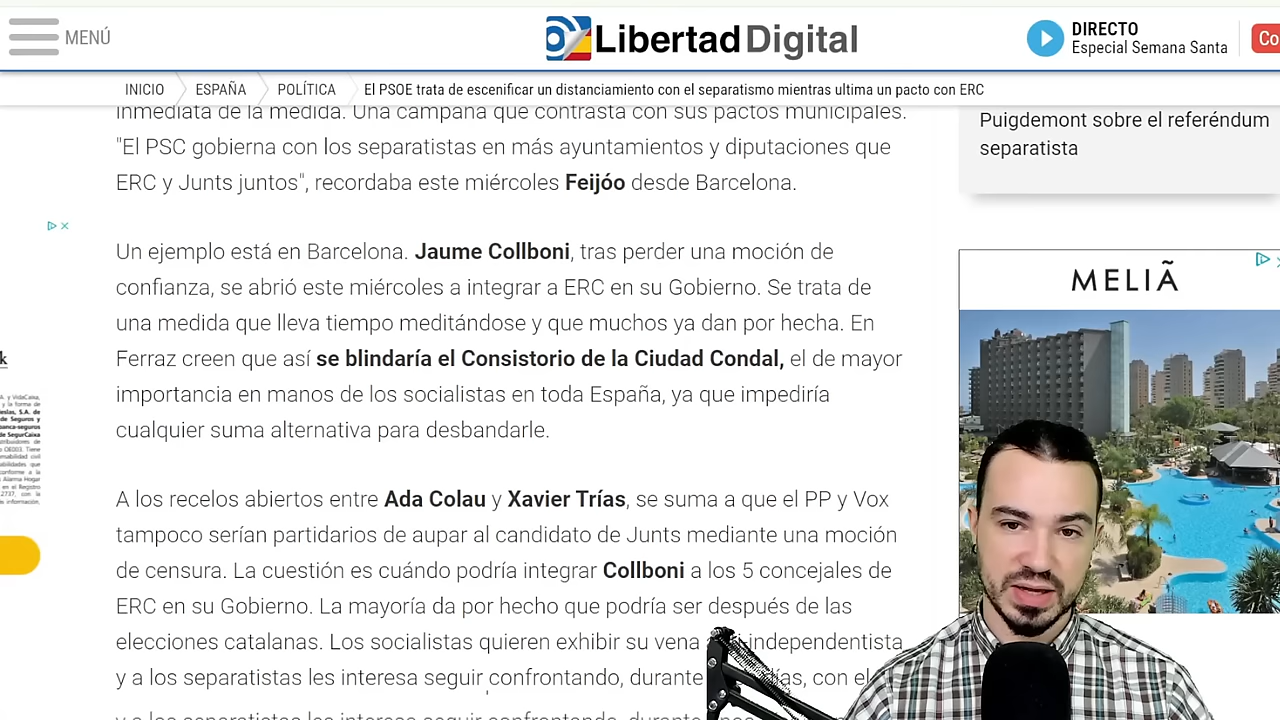 MENÚ
Libertad Digital
DIRECTO
Especial Semana Santa
Co
INICIO
ESPAÑA
POLÍTICA
El PSOE trata de escenificar un distanciamiento con el separatismo mientras ultima un pacto con ERC
inmediata de la medida. Una campaña que contrasta con sus pactos municipales.
"El PSC gobierna con los separatistas en más ayuntamientos y diputaciones que
ERC y Junts juntos", recordaba este miércoles Feijóo desde Barcelona.
Un ejemplo está en Barcelona. Jaume Collboni, tras perder una moción de
confianza, se abrió este miércoles a integrar a ERC en su Gobierno. Se trata de
una medida que lleva tiempo meditándose y que muchos ya dan por hecha. En
Ferraz creen que así se blindaría el Consistorio de la Ciudad Condal, el de mayor
importancia en manos de los socialistas en toda España, ya que impediría
cualquier suma alternativa para desbandarle.
A los recelos abiertos entre Ada Colau y Xavier Trías, se suma a que el PP y Vox
tampoco serían partidarios de aupar al candidato de Junts mediante una moción
de censura. La cuestión es cuándo podría integrar Collboni a los 5 concejales de
ERC en su Gobierno. La mayoría da por hecho que podría ser después de las
elecciones catalanas. Los socialistas quieren exhibir su vena independentista
y a los separatistas les interesa seguir confrontando, durante días, con el
Puigdemont sobre el referéndum
separatista
MELIÃ